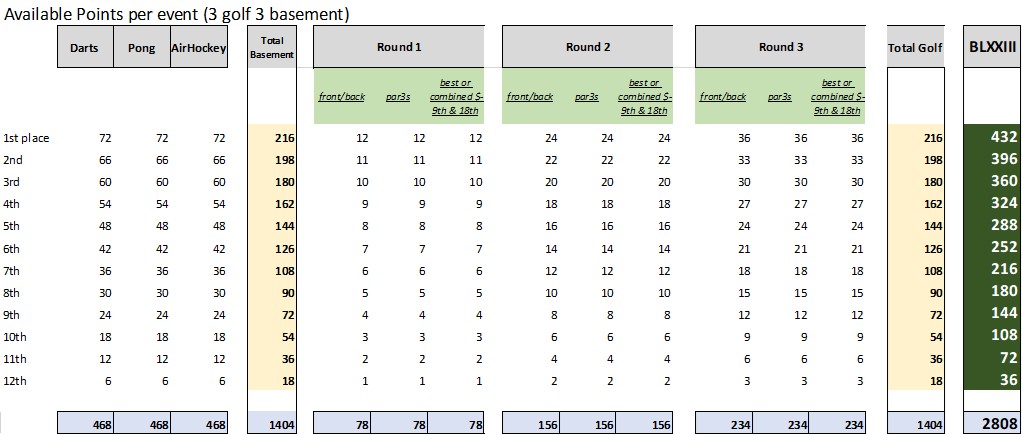 Available Points per event (3 golf 3 basement)
Darts Pong AirHockey Total Basement Round 1 Round 2 Round 3 Total Golf BLXXIII
front/back par3s best or combined $- 9th & 18th front/back par3s best or combined $- 9th & 18th front/back par3s best or combined $- 9th & 18th
1st place 72 72 72 216 12 12 12 24 24 24 36 36 36 216 432
2nd 66 66 66 198 11 11 11 22 22 22 33 33 33 198 396
3rd 60 60 60 180 10 10 10 20 20 20 30 30 30 180 360
4th 54 54 54 162 9 9 9 18 18 18 27 27 27 162 324
5th 48 48 48 144 8 8 8 16 16 16 24 24 24 144 288
6th 42 42 42 126 7 7 7 14 14 14 21 21 21 126 252
7th 36 36 36 108 6 6 6 12 12 12 18 18 18 108 216
8th 30 30 30 90 5 5 5 10 10 10 15 15 15 90 180
9th 24 24 24 72 4 4 4 8 8 8 12 12 12 72 144
10th 18 18 18 54 3 3 3 6 6 6 9 9 9 54 108
11th 12 12 12 36 2 2 2 4 4 4 6 6 6 36 72
12th 6 6 6 18 1 1 1 2 2 2 3 3 3 18 36
468 468 468 1404 78 78 78 156 156 156 234 234 234 1404 2808